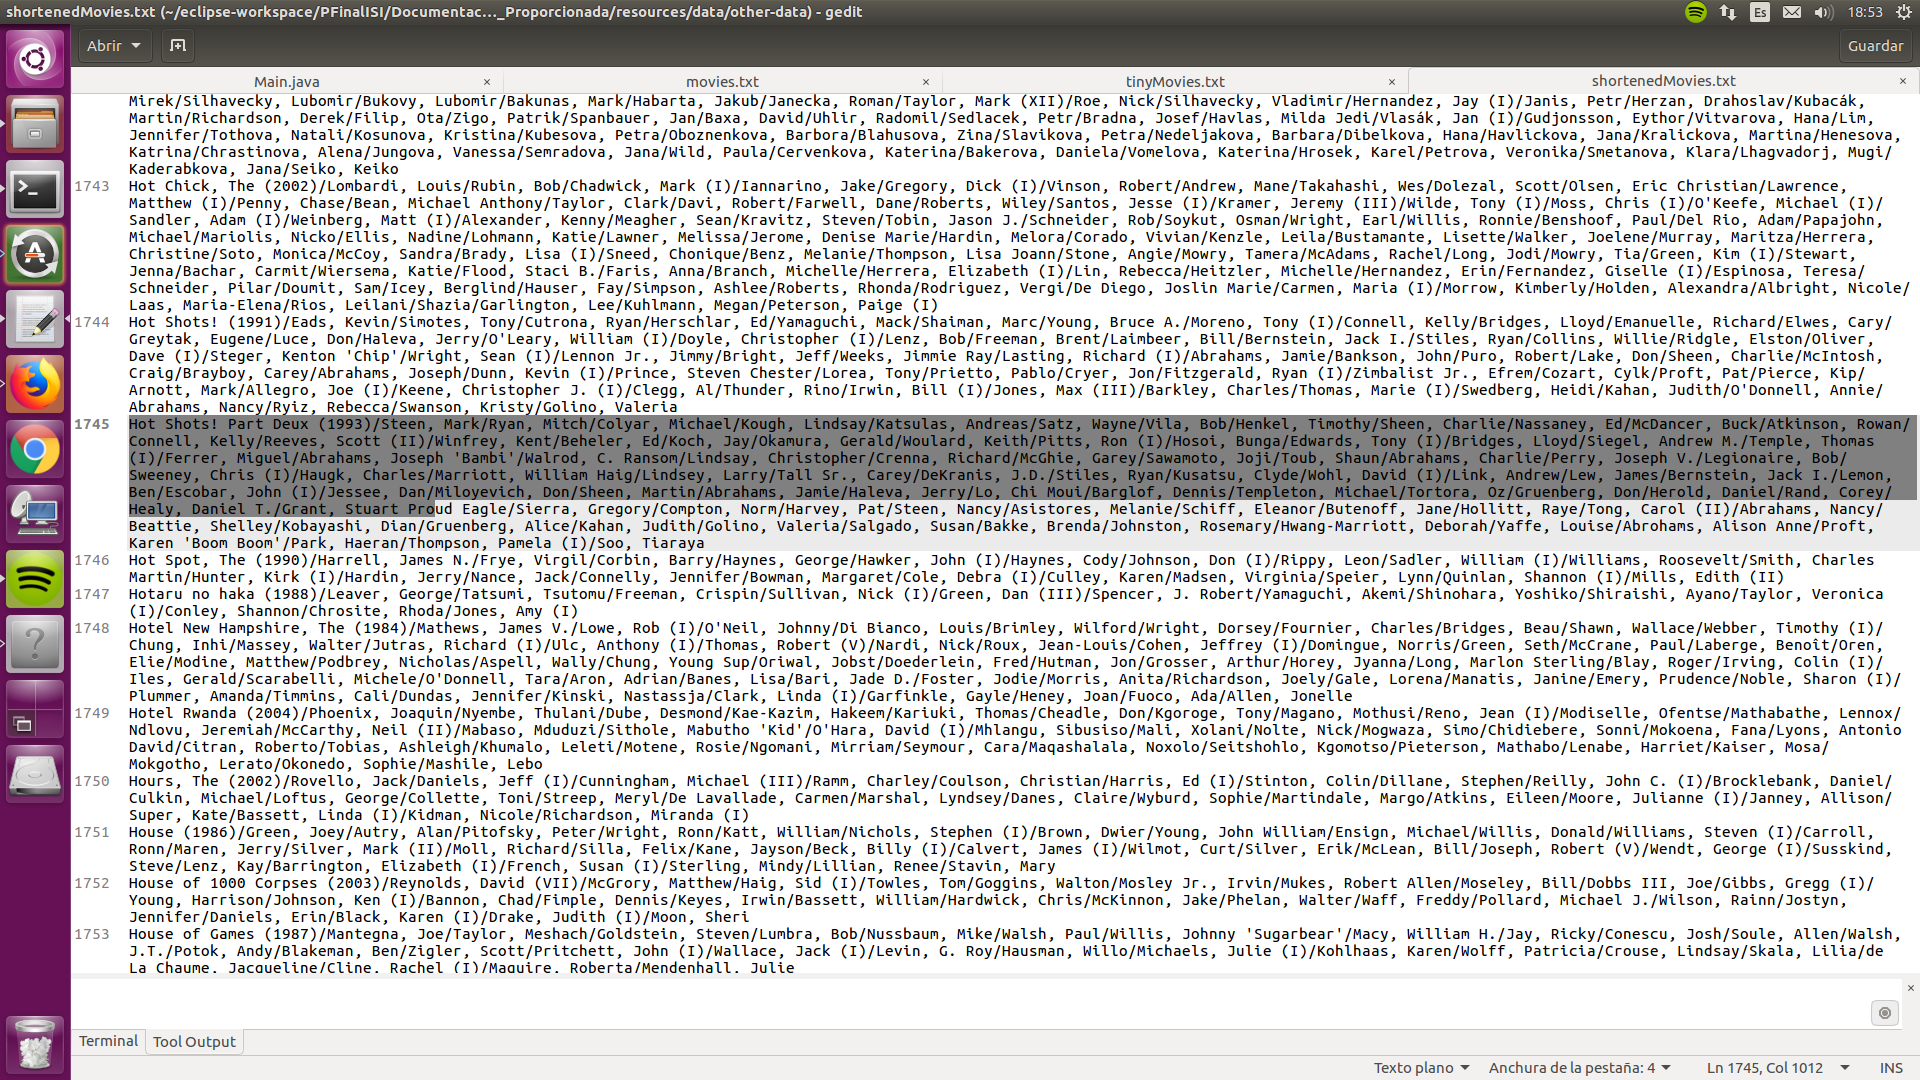 shortenedMovies.txt (~/eclipse-workspace/PFinalISI/Documentac…_Proporcionada/resources/data/other-data) - gedit
Es
18:53
Abrir
Guardar
Main.java
movies.txt
tinyMovies.txt
shortenedMovies.txt
Mirek/Silhavecky, Lubomir/Bukovy, Lubomir/Bakunas, Mark/Habarta, Jakub/Janecka, Roman/Taylor, Mark (XII)/Roe, Nick/Silhavecky, Vladimir/Hernandez, Jay (I)/Janis, Petr/Herzan, Drahoslav/Kubacák,
Martin/Richardson, Derek/Filip, Ota/Zigo, Patrik/Spanbauer, Jan/Baxa, David/Uhlir, Radomil/Sedlacek, Petr/Bradna, Josef/Havlas, Milda Jedi/Vlasák, Jan (I)/Gudjonsson, Eythor/Vitvarova, Hana/Lim,
Jennifer/Tothova, Natali/Kosunova, Kristina/Kubesova, Petra/Oboznenkova, Barbora/Blahusova, Zina/Slavikova, Petra/Nedeljakova, Barbara/Dibelkova, Hana/Havlickova, Jana/Kralickova, Martina/Henesova,
Katrina/Chrastinova, Alena/Jungova, Vanessa/Semradova, Jana/Wild, Paula/Cervenkova, Katerina/Bakerova, Daniela/Vomelova, Katerina/Hrosek, Karel/Petrova, Veronika/Smetanova, Klara/Lhagvadorj, Mugi/
Kaderabkova, Jana/Seiko, Keiko
1743 Hot Chick, The (2002)/Lombardi, Louis/Rubin, Bob/Chadwick, Mark (I)/Iannarino, Jake/Gregory, Dick (I)/Vinson, Robert/Andrew, Mane/Takahashi, Wes/Dolezal, Scott/Olsen, Eric Christian/Lawrence,
Matthew (I)/Penny, Chase/Bean, Michael Anthony/Taylor, Clark/Davi, Robert/Farwell, Dane/Roberts, Wiley/Santos, Jesse (I)/Kramer, Jeremy (III)/Wilde, Tony (I)/Moss, Chris (I)/O'Keefe, Michael (I)/
Sandler, Adam (I)/Weinberg, Matt (I)/Alexander, Kenny/Meagher, Sean/Kravitz, Steven/Tobin, Jason J./Schneider, Rob/Soykut, Osman/Wright, Earl/Willis, Ronnie/Benshoof, Paul/Del Rio, Adam/Papajohn,
Michael/Mariolis, Nicko/Ellis, Nadine/Lohmann, Katie/Lawner, Melissa/Jerome, Denise Marie/Hardin, Melora/Corado, Vivian/Kenzle, Leila/Bustamante, Lisette/Walker, Joelene/Murray, Maritza/Herrera,
Christine/Soto, Monica/McCoy, Sandra/Brady, Lisa (I)/Sneed, Chonique/Benz, Melanie/Thompson, Lisa Joann/Stone, Angie/Mowry, Tamera/McAdams, Rachel/Long, Jodi/Mowry, Tia/Green, Kim (I)/Stewart,
Jenna/Bachar, Carmit/Wiersema, Katie/Flood, Staci B./Faris, Anna/Branch, Michelle/Herrera, Elizabeth (I)/Lin, Rebecca/Heitzler, Michelle/Hernandez, Erin/Fernandez, Giselle (I)/Espinosa, Teresa/
Schneider, Pilar/Doumit, Sam/Icey, Berglind/Hauser, Fay/Simpson, Ashlee/Roberts, Rhonda/Rodriguez, Vergi/De Diego, Joslin Marie/Carmen, Maria (I)/Morrow, Kimberly/Holden, Alexandra/Albright, Nicole/
Laas, Maria-Elena/Rios, Leilani/Shazia/Garlington, Lee/Kuhlmann, Megan/Peterson, Paige (I)
1744 Hot Shots! (1991)/Eads, Kevin/Simotes, Tony/Cutrona, Ryan/Herschlar, Ed/Yamaguchi, Mack/Shaiman, Marc/Young, Bruce A./Moreno, Tony (I)/Connell, Kelly/Bridges, Lloyd/Emanuelle, Richard/Elwes, Cary/
Greytak, Eugene/Luce, Don/Haleva, Jerry/O'Leary, William (I)/Doyle, Christopher (I)/Lenz, Bob/Freeman, Brent/Laimbeer, Bill/Bernstein, Jack I./Stiles, Ryan/Collins, Willie/Ridgle, Elston/Oliver,
Dave (I)/Steger, Kenton 'Chip'/Wright, Sean (I)/Lennon Jr., Jimmy/Bright, Jeff/Weeks, Jimmie Ray/Lasting, Richard (I)/Abrahams, Jamie/Bankson, John/Puro, Robert/Lake, Don/Sheen, Charlie/McIntosh,
Craig/Brayboy, Carey/Abrahams, Joseph/Dunn, Kevin (I)/Prince, Steven Chester/Lorea, Tony/Prietto, Pablo/Cryer, Jon/Fitzgerald, Ryan (I)/Zimbalist Jr., Efrem/Cozart, Cylk/Proft, Pat/Pierce, Kip/
Arnott, Mark/Allegro, Joe (I)/Keene, Christopher J. (I)/Clegg, Al/Thunder, Rino/Irwin, Bill (I)/Jones, Max (III)/Barkley, Charles/Thomas, Marie (I)/Swedberg, Heidi/Kahan, Judith/O'Donnell, Annie/
Abrahams, Nancy/Ryiz, Rebecca/Swanson, Kristy/Golino, Valeria
1745 Hot Shots! Part Deux (1993)/Steen, Mark/Ryan, Mitch/Colyar, Michael/Kough, Lindsay/Katsulas, Andreas/Satz, Wayne/Vila, Bob/Henkel, Timothy/Sheen, Charlie/Nassaney, Ed/McDancer, Buck/Atkinson, Rowan/
Connell, Kelly/Reeves, Scott (II)/Winfrey, Kent/Beheler, Ed/Koch, Jay/Okamura, Gerald/Woulard, Keith/Pitts, Ron (I)/Hosoi, Bunga/Edwards, Tony (I)/Bridges, Lloyd/Siegel, Andrew M./Temple, Thomas
(I)/Ferrer, Miguel/Abrahams, Joseph 'Bambi'/Walrod, C. Ransom/Lindsay, Christopher/Crenna, Richard/McGhie, Garey/Sawamoto, Joji/Toub, Shaun/Abraham, Charlie/Perry, Joseph V./Legionaire, Bob/
Sweeney, Chris (I)/Haugk, Charles/Marriott, William Haig/Lindsey, Larry/Tall Sr., Carey/DeKranis, J.D./Stiles, Ryan/Kusatsu, Clyde/Wohl, David (I)/Link, Andrew/Lew, James/Bernstein, Jack I./Lemon,
Ben/Escobar, John (I)/Jessee, Dan/Miloyevich, Don/Sheen, Martin/Abrahams, Jamie/Haleva, Jerry/Lo, Chi Moui/Barglof, Dennis/Templeton, Michael/Tortora, Oz/Gruenberg, Don/Herold, Daniel/Rand, Corey/
Healy, Daniel T./Grant, Stuart Proud Eagle/Sierra, Gregory/Compton, Norm/Harvey, Pat/Steen, Nancy/Asistores, Melanie/Schiff, Eleanor/Butenoff, Jane/Hollitt, Raye/Tong, Carol (II)/Abrahams, Nancy/
Beattie, Shelley/Kobayashi, Dian/Gruenberg, Alice/Kahan, Judith/Golino, Valeria/Salgado, Susan/Bakke, Brenda/Johnston, Rosemary/Hwang-Marriott, Deborah/Yaffe, Louise/Abrohams, Alison Anne/Proft,
Karen 'Boom Boom'/Park, Haeran/Thompson, Pamela (I)/Soo, Tiaraya
1746 Hot Spot, The (1990)/Harrell, James N./Frye, Virgil/Corbin, Barry/Haynes, George/Hawker, John (I)/Haynes, Cody/Johnson, Don (I)/Rippy, Leon/Sadler, William (I)/Williams, Roosevelt/Smith, Charles
Martin/Hunter, Kirk (I)/Hardin, Jerry/Nance, Jack/Connelly, Jennifer/Bowman, Margaret/Cole, Debra (I)/Culley, Karen/Madsen, Virginia/Speier, Lynn/Quinlan, Shannon (I)/Mills, Edith (II)
1747 Hotaru no haka (1988)/Leaver, George/Tatsumi, Tsutomu/Freeman, Crispin/Sullivan, Nick (I)/Green, Dan (III)/Spencer, J. Robert/Yamaguchi, Akemi/Shinohara, Yoshiko/Shiraishi, Ayano/Taylor, Veronica
(I)/Conley, Shannon/Chrosite, Rhoda/Jones, Amy (I)
1748 Hotel New Hampshire, The (1984)/Mathews, James V./Lowe, Rob (I)/O'Neil, Johnny/Di Bianco, Louis/Brimley, Wilford/Wright, Dorsey/Fournier, Charles/Bridges, Beau/Shawn, Wallace/Webber, Timothy (I)/
Chung, Inhi/Massey, Walter/Jutras, Richard (I)/Ulc, Anthony (I)/Thomas, Robert (V)/Nardi, Nick/Roux, Jean-Louis/Cohen, Jeffrey (I)/Domingue, Norris/Green, Seth/McCrane, Paul/Laberge, Benoît/Oren,
Elie/Modine, Matthew/Podbrey, Nicholas/Aspell, Wally/Chung, Young Sup/Oriwal, Jobst/Doederlein, Fred/Hutman, Jon/Grosser, Arthur/Horey, Jyanna/Long, Marlon Sterling/Blay, Roger/Irving, Colin (I)/
Iles, Gerald/Scarabelli, Michele/O'Donnell, Tara/Aron, Adrian/Banes, Lisa/Bari, Jade D./Foster, Jodie/Morris, Anita/Richardson, Joely/Gale, Lorena/Manatis, Janine/Emery, Prudence/Noble, Sharon (I)/
Plummer, Amanda/Timmins, Cali/Dundas, Jennifer/Kinski, Nastassja/Clark, Linda (I)/Garfinkle, Gayle/Heney, Joan/Fuoco, Ada/Allen, Jonelle
1749 Hotel Rwanda (2004)/Phoenix, Joaquin/Nyembe, Thulani/Dube, Desmond/Kae-Kazim, Hakeem/Kariuki, Thomas/Cheadle, Don/Kgoroge, Tony/Magano, Mothusi/Reno, Jean (I)/Modiselle, Ofentse/Mathabathe, Lennox/
Ndlovu, Jeremiah/McCarthy, Neil (II)/Mabaso, Mduduzi/Sithole, Mabutho 'Kid'/O'Hara, David (I)/Mhlangu, Sibusiso/Mali, Xolani/Nolte, Nick/Mogwaza, Simo/Chidiebere, Sonni/Mokoena, Fana/Lyons, Antonio
David/Citran, Roberto/Tobias, Ashleigh/Khumalo, Leleti/Motene, Rosie/Ngomani, Mirriam/Seymour, Cara/Maqashalala, Noxolo/Seitshohlo, Kgomotso/Pieterson, Mathabo/Lenabe, Harriet/Kaiser, Mosa/
Mokgotho, Lerato/Okonedo, Sophie/Mashile, Lebo
1750 Hours, The (2002)/Rovello, Jack/Daniels, Jeff (I)/Cunningham, Michael (III)/Ramm, Charley/Coulson, Christian/Harris, Ed (I)/Stinton, Colin/Dillane, Stephen/Reilly, John C. (I)/Brocklebank, Daniel/
Culkin, Michael/Loftus, George/Collette, Toni/Streep, Meryl/De Lavallade, Carmen/Marshal, Lyndsey/Danes, Claire/Wyburd, Sophie/Martindale, Margo/Atkins, Eileen/Moore, Julianne (I)/Janney, Allison/
Super, Kate/Bassett, Linda (I)/Kidman, Nicole/Richardson, Miranda (I)
1751 House (1986)/Green, Joey/Autry, Alan/Pitofsky, Peter/Wright, Ronn/Katt, William/Nichols, Stephen (I)/Brown, Dwier/Young, John William/Ensign, Michael/Willis, Donald/Williams, Steven (I)/Carroll,
Ronn/Maren, Jerry/Silver, Mark (II)/Moll, Richard/Silla, Felix/Kane, Jayson/Beck, Billy (I)/Calvert, James (I)/Wilmot, Curt/Silver, Erik/McLean, Bill/Joseph, Robert (V)/Wendt, George (I)/Susskind,
Steve/Lenz, Kay/Barrington, Elizabeth (I)/French, Susan (I)/Sterling, Mindy/Lillian, Renee/Stavin, Mary
1752 House of 1000 Corpses (2003)/Reynolds, David (VII)/McGrory, Matthew/Haig, Sid (I)/Towles, Tom/Goggins, Walton/Mosley Jr., Irvin/Mukes, Robert Allen/Moseley, Bill/Dobbs III, Joe/Gibbs, Gregg (I)/
Young, Harrison/Johnson, Ken (I)/Bannon, Chad/Fimple, Dennis/Keyes, Irwin/Bassett, William/Hardwick, Chris/McKinnon, Jake/Phelan, Walter/Waff, Freddy/Pollard, Michael J./Wilson, Rainn/Jostyn,
Jennifer/Daniels, Erin/Black, Karen (I)/Drake, Judith (I)/Moon, Sheri
1753 House of Games (1987)/Mantegna, Joe/Taylor, Meshach/Goldstein, Steven/Lumbra, Bob/Nussbaum, Mike/Walsh, Paul/Willis, Johnny 'Sugarbear'/Macy, William H./Jay, Ricky/Conescu, Josh/Soule, Allen/Walsh,
J.T./Potok, Andy/Blakeman, Ben/Zigler, Scott/Pritchett, John (I)/Wallace, Jack (I)/Levin, G. Roy/Hausman, Willo/Michaels, Julie (I)/Kohlhaas, Karen/Wolff, Patricia/Crouse, Lindsay/Skala, Lilia/de
La Chaume, Jacqueline/Cline, Rachel (I)/Maguire, Roberta/Mendenhall, Julie
Terminal
Tool Output
Texto plano
Anchura de la pestaña: 4
Ln 1745, Col 1012
INS